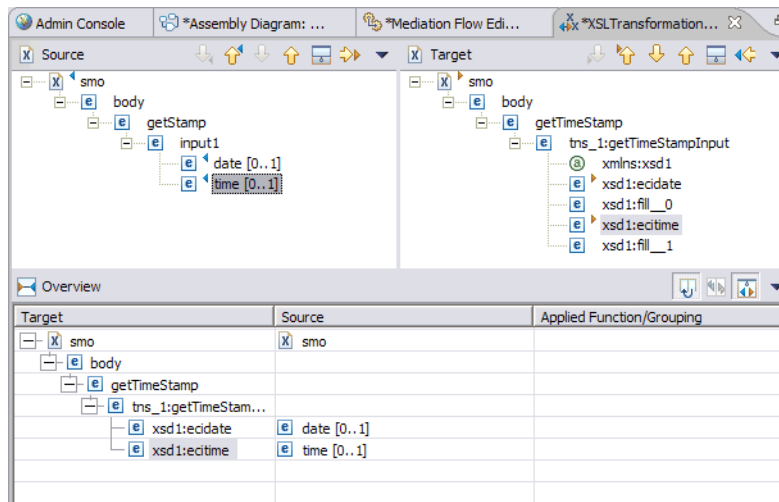 Admin Console *Assembly Diagram: ... *Mediation Flow Edi... *XSLTransformation...
Source
smo
body
getStamp
input1
date [0..1]
time [0..1]
Target
smo
body
getTimeStamp
tns_1:getTimeStampInput
xmlns:xsd1
xsd1:ecidate
xsd1:fill__0
xsd1:ecitime
xsd1:fill__1
Overview
Target Source Applied Function/Grouping
smo smo
body
getTimeStamp
tns_1:getTimeStam...
xsd1:ecidate date [0..1]
xsd1:ecitime time [0..1]